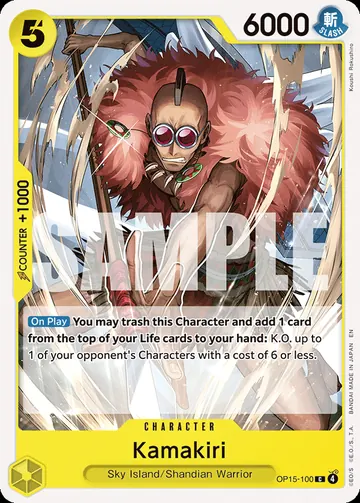 5
6000
斬
SLASH
Koushi Rokushiro
COUNTER +1000
SAMPLE
On Play You may trash this Character and add 1 card
from the top of your Life cards to your hand: K.O. up to
1 of your opponent's Characters with a cost of 6 or less.
CHARACTER
Kamakiri
Sky Island/Shandian Warrior
OP15-100 C 4
©E.O./S. ©E.O./S., T.A. BANDAI MADE IN JAPAN EN